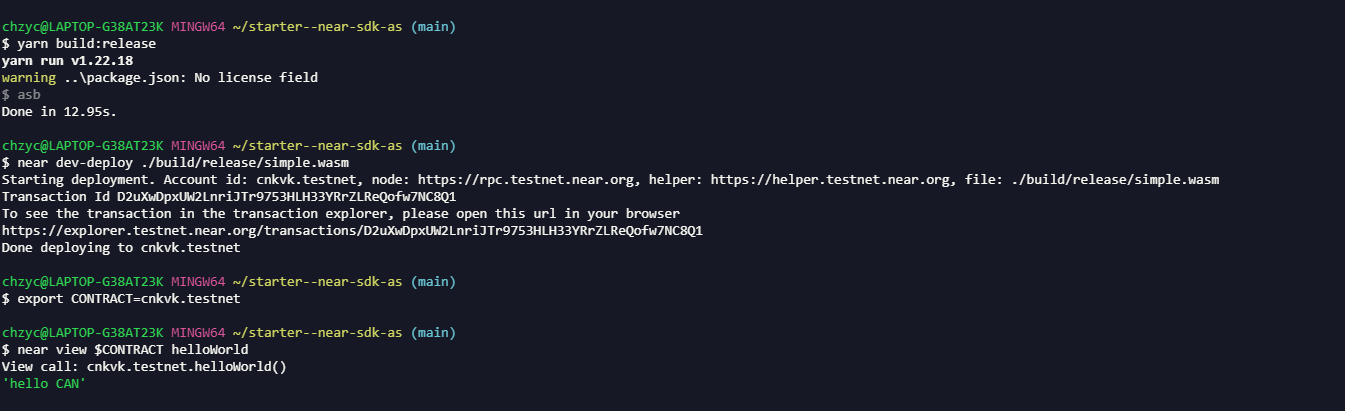 chzyc@LAPTOP-G38AT23K MINGW64 ~/starter--near-sdk-as (main)
$ yarn build:release
yarn run v1.22.18
warning ..\package.json: No license field
$ asb
Done in 12.95s.
chzyc@LAPTOP-G38AT23K MINGW64 ~/starter--near-sdk-as (main)
$ near dev-deploy ./build/release/simple.wasm
Starting deployment. Account id: cnkvk.testnet, node: https://rpc.testnet.near.org, helper: https://helper.testnet.near.org, file: ./build/release/simple.wasm
Transaction Id D2uXwDpxUW2LnriJTr9753HLH33YRrZLReQofw7NC8Q1
To see the transaction in the transaction explorer, please open this url in your browser
https://explorer.testnet.near.org/transactions/D2uXwDpxUW2LnriJTr9753HLH33YRrZLReQofw7NC8Q1
Done deploying to cnkvk.testnet
chzyc@LAPTOP-G38AT23K MINGW64 ~/starter--near-sdk-as (main)
$ export CONTRACT=cnkvk.testnet
chzyc@LAPTOP-G38AT23K MINGW64 ~/starter--near-sdk-as (main)
$ near view $CONTRACT helloWorld
View call: cnkvk.testnet.helloWorld()
'hello CAN'